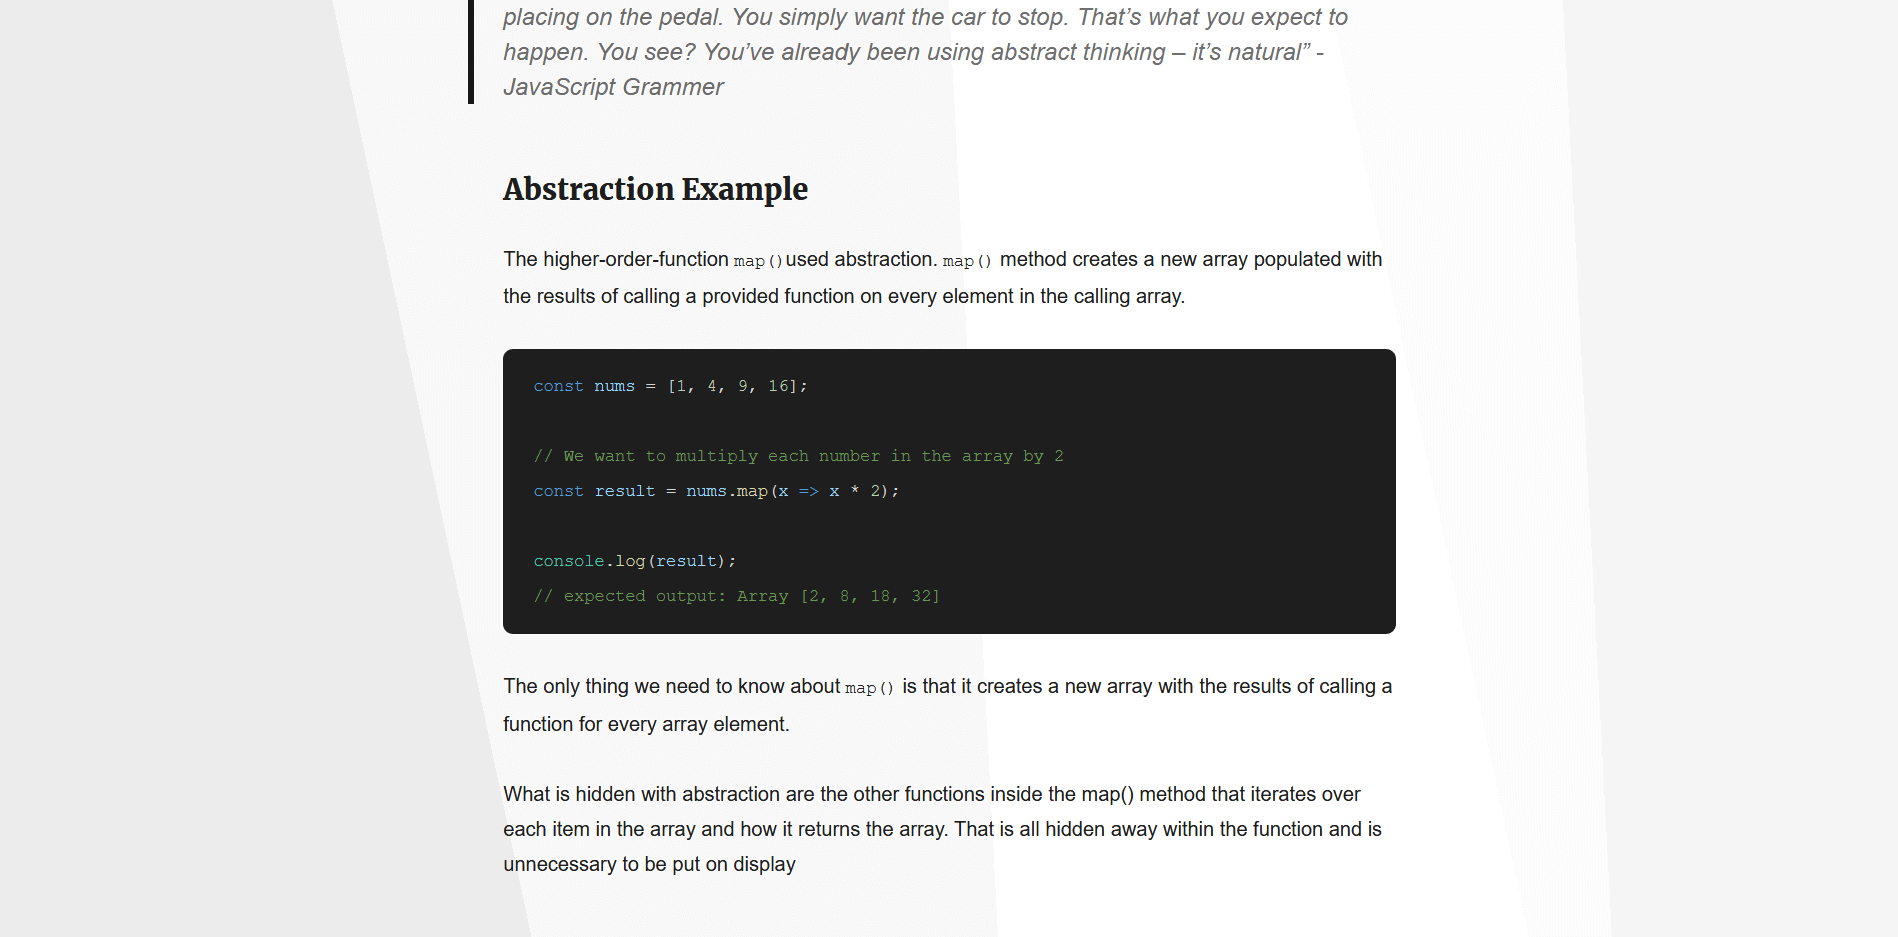 placing on the pedal. You simply want the car to stop. That’s what you expect to
happen. You see? You’ve already been using abstract thinking – it’s natural” -
JavaScript Grammer
Abstraction Example
The higher-order-function map()used abstraction. map() method creates a new array populated with
the results of calling a provided function on every element in the calling array.
const nums = [1, 4, 9, 16];
// We want to multiply each number in the array by 2
const result = nums.map(x => x * 2);
console.log(result);
// expected output: Array [2, 8, 18, 32]
The only thing we need to know about map() is that it creates a new array with the results of calling a
function for every array element.
What is hidden with abstraction are the other functions inside the map() method that iterates over
each item in the array and how it returns the array. That is all hidden away within the function and is
unnecessary to be put on display